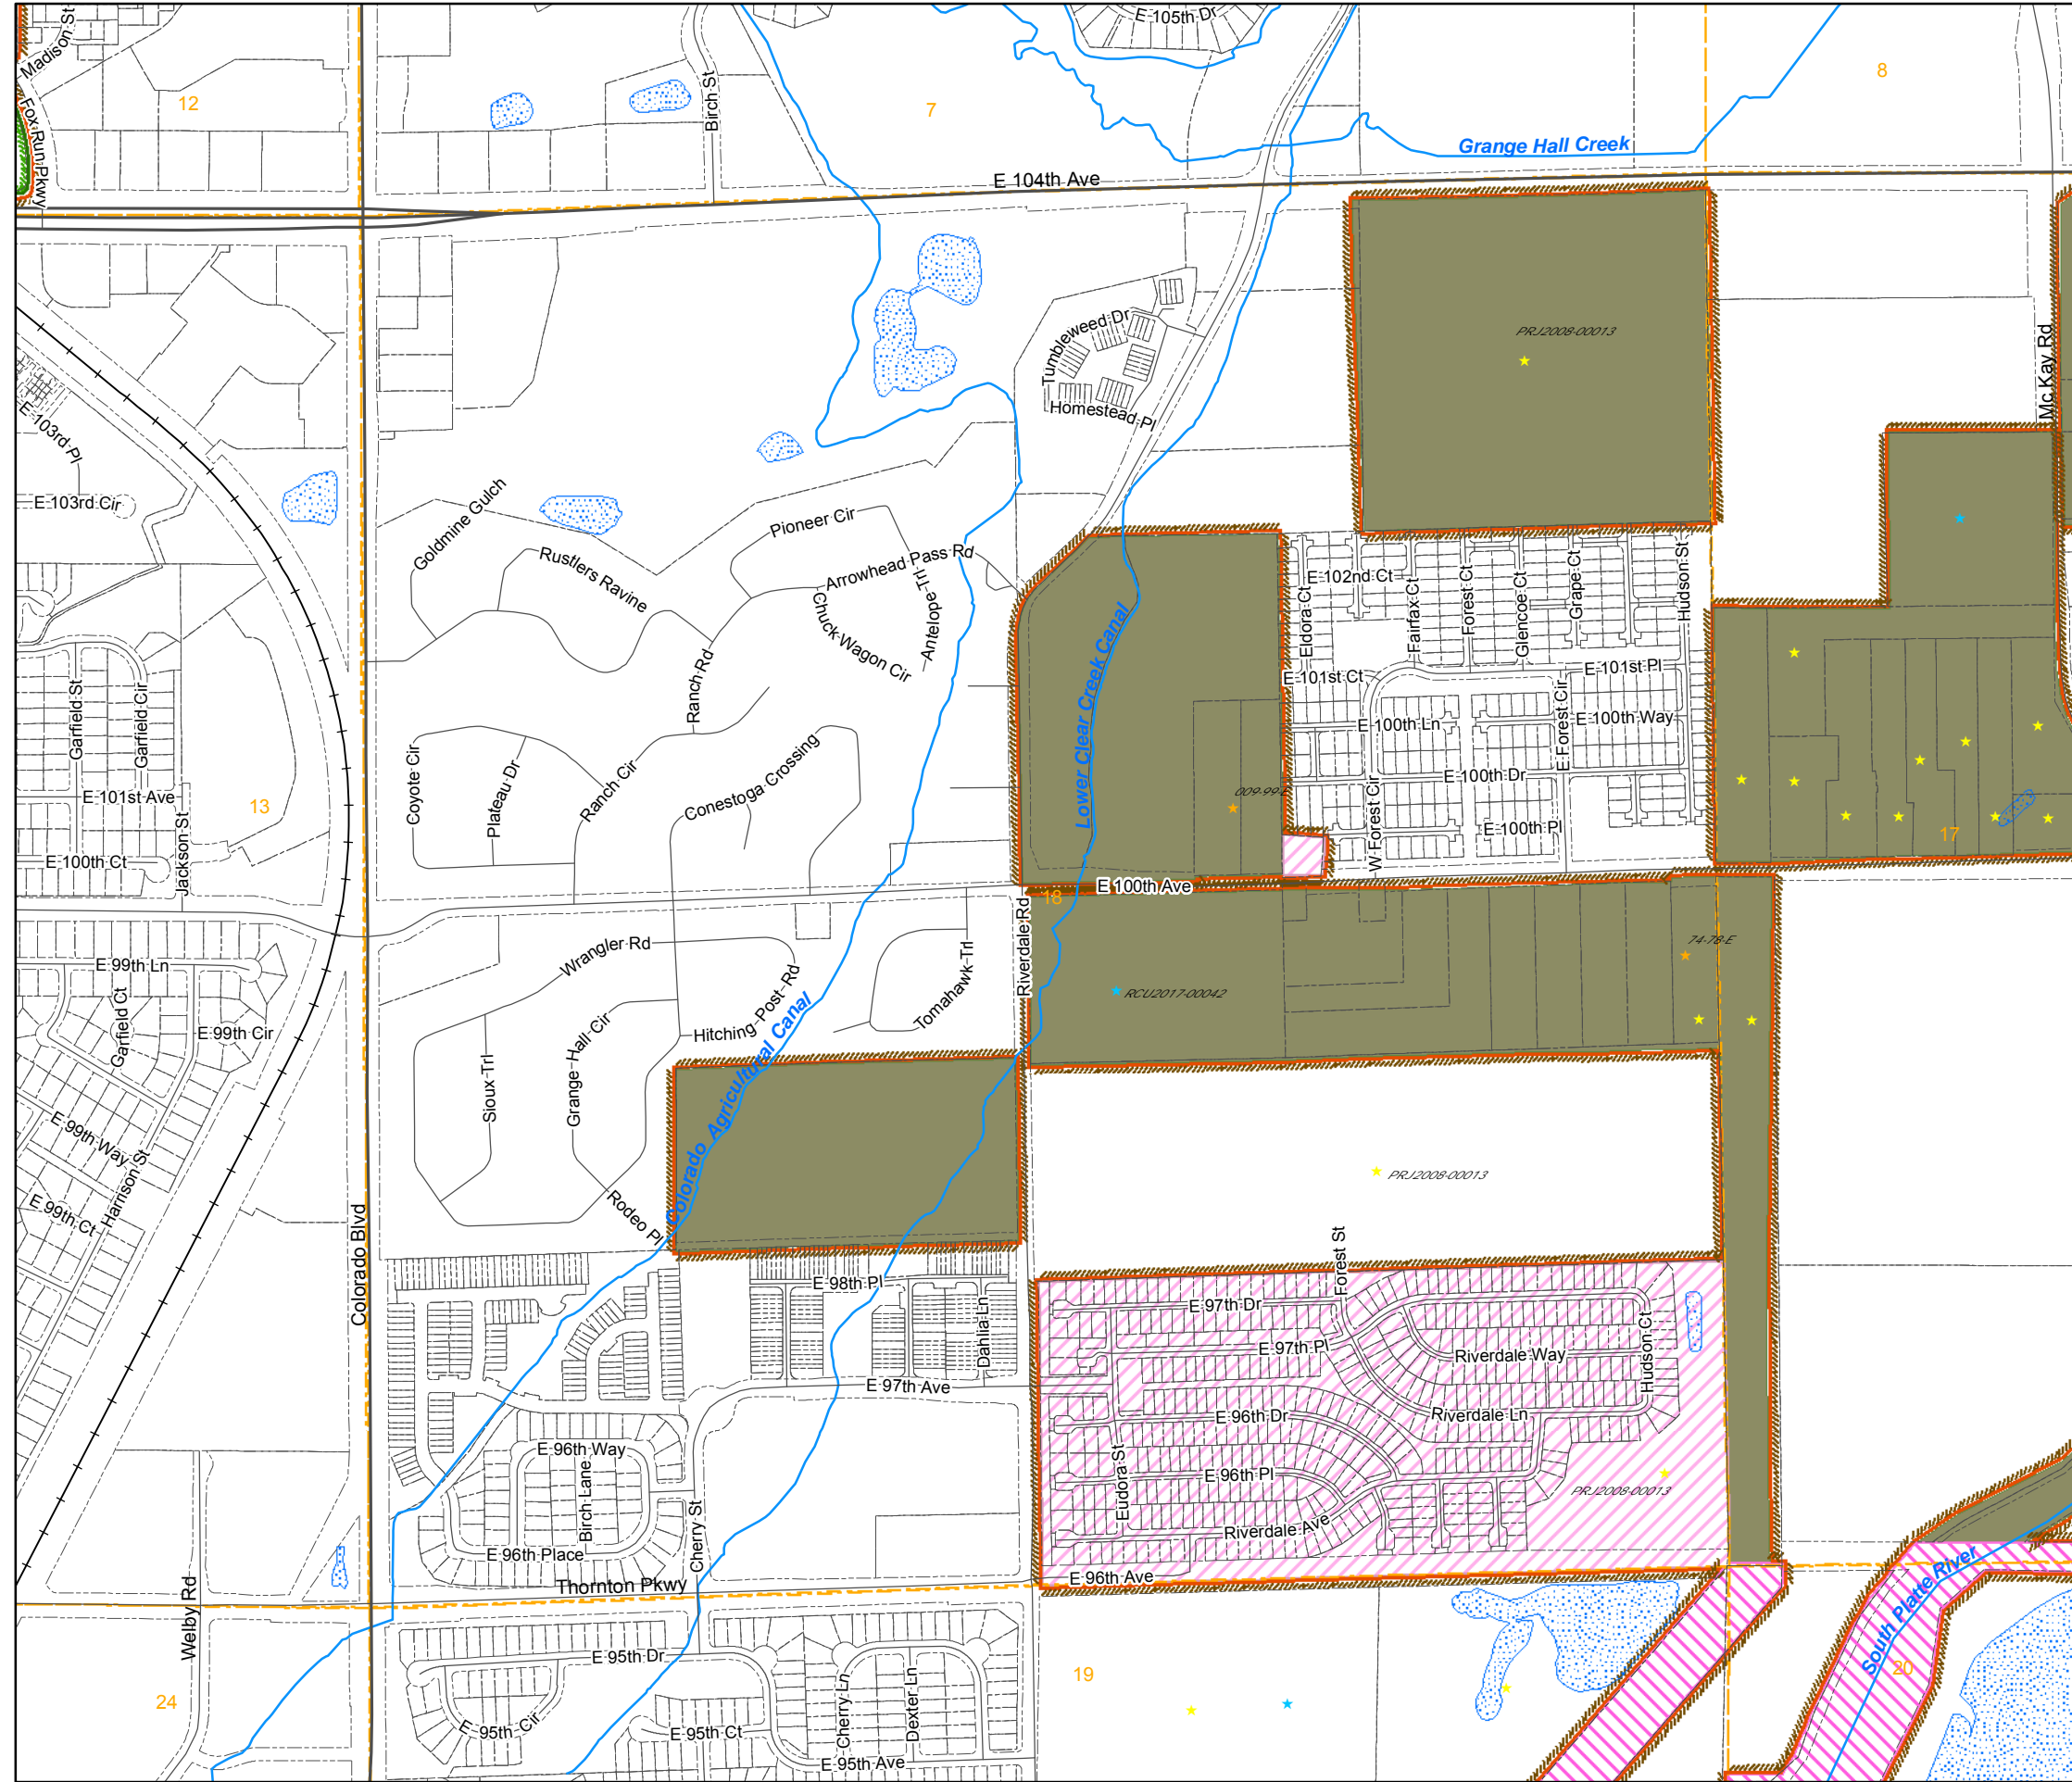 E 105th Dr
Madison St
8
12
7
Birch St
Fox Run Pkwy
Grange Hall Creek
E 104th Ave
Tumbleweed Dr
PRJ2008-00013
Mc Kay Rd
Homestead Pl
E 103rd Pl
E 103rd Cir
Goldmine Gulch
Pioneer Cir
Rustlers Ravine
Arrowhead Pass Rd
Antelope Trl
Chuck Wagon Cir
Ranch Rd
Lower Clear Creek Canal
E 102nd Ct
Eldora Ct
Fairfax Ct
Forest Ct
Glencoe Ct
Grape Ct
Hudson St
E 101st Ct
E 101st Pl
E 100th Ln
E Forest Cir
E 100th Way
E 100th Dr
W Forest Cir
E 100th Pl
Garfield St
Garfield Cir
Coyote Cir
Plateau Dr
Ranch Cir
Conestoga Crossing
E 101st Ave
13
009-99-E
17
Jackson St
E 100th Ct
E 100th Ave
18
Riverdale Rd
Wrangler Rd
Tomahawk Trl
74-78-E
E 99th Ln
Garfield Ct
E 99th Cir
Hitching Post Rd
Colorado Agricultural Canal
RCU2017-00042
Sioux Trl
Grange Hall Cir
E 99th Way
Harrison St
E 99th Ct
Rodeo Pl
PRJ2008-00013
Colorado Blvd
Forest St
E 98th Pl
Dahlia Ln
E 97th Dr
E 97th Pl
Riverdale Way
Hudson Ct
E 97th Ave
E 96th Dr
Riverdale Ln
E 96th Way
Birch Lane
Eudora St
E 96th Pl
PRJ2008-00013
Cherry St
Riverdale Ave
E 96th Place
Thornton Pkwy
E 96th Ave
South Platte River
Welby Rd
E 95th Dr
19
20
24
E 95th Cir
E 95th Ct
Cherry Ln
Dexter Ln
E 95th Ave